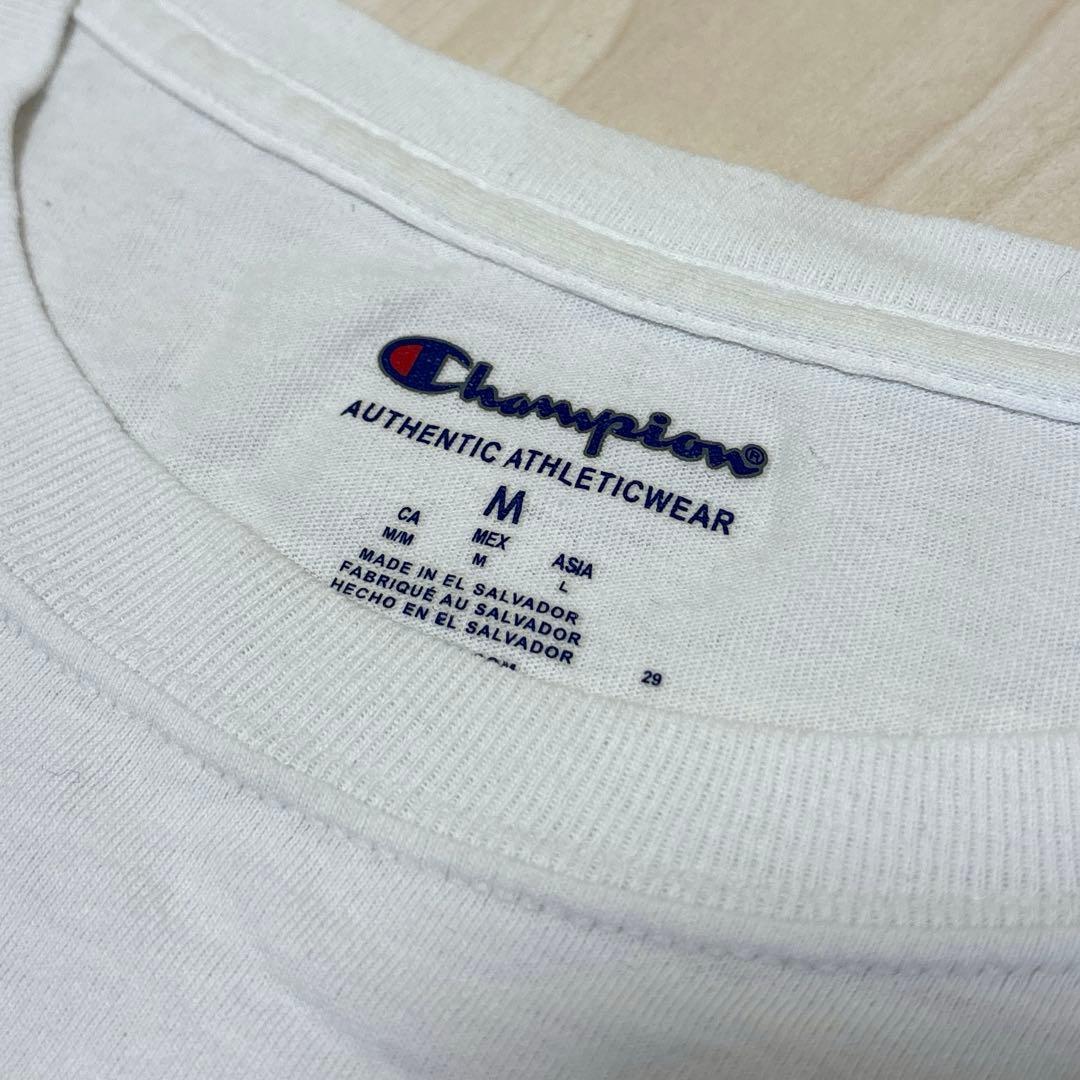 Champion®
AUTHENTIC ATHLETICWEAR
M
CA MEX ASIA
M/M M L
MADE IN EL SALVADOR
FABRIQUÉ AU SALVADOR
HECHO EN EL SALVADOR
29